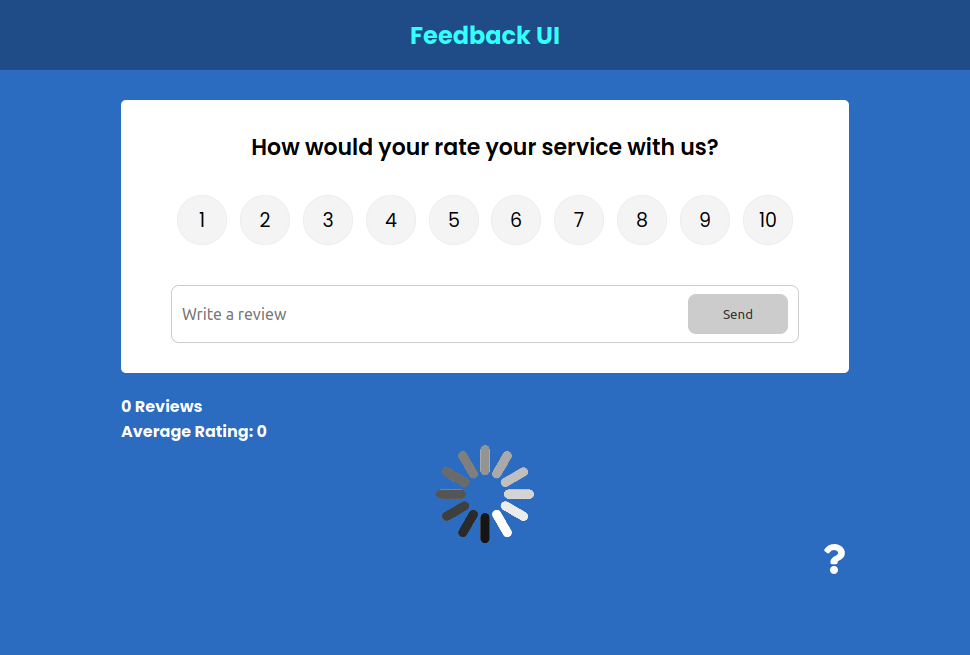 Feedback UI
How would your rate your service with us?
1 2 3 4 5 6 7 8 9 10
Write a review
Send
0 Reviews
Average Rating: 0
?